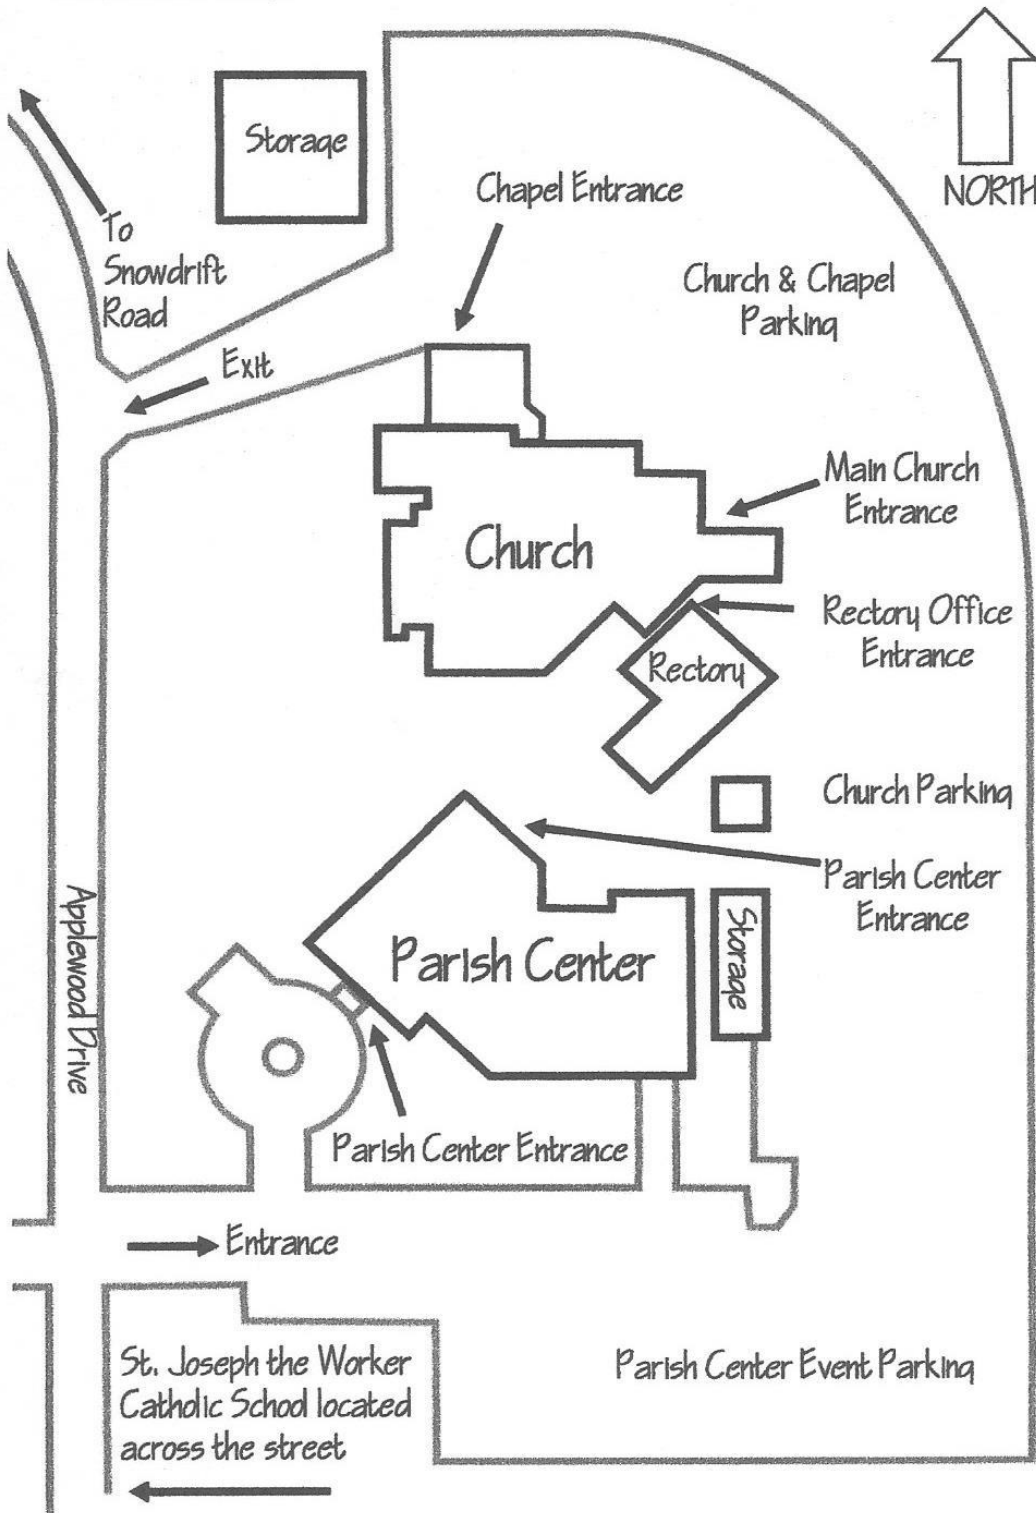 Storage
NORTH
Chapel Entrance
To
Snowdrift
Road
Church & Chapel
Parking
Exit
Main Church
Entrance
Church
Rectory Office
Entrance
Rectory
Church Parking
Parish Center
Entrance
Applewood Drive
Parish Center
Storage
Parish Center Entrance
Entrance
St. Joseph the Worker
Catholic School located
across the street
Parish Center Event Parking